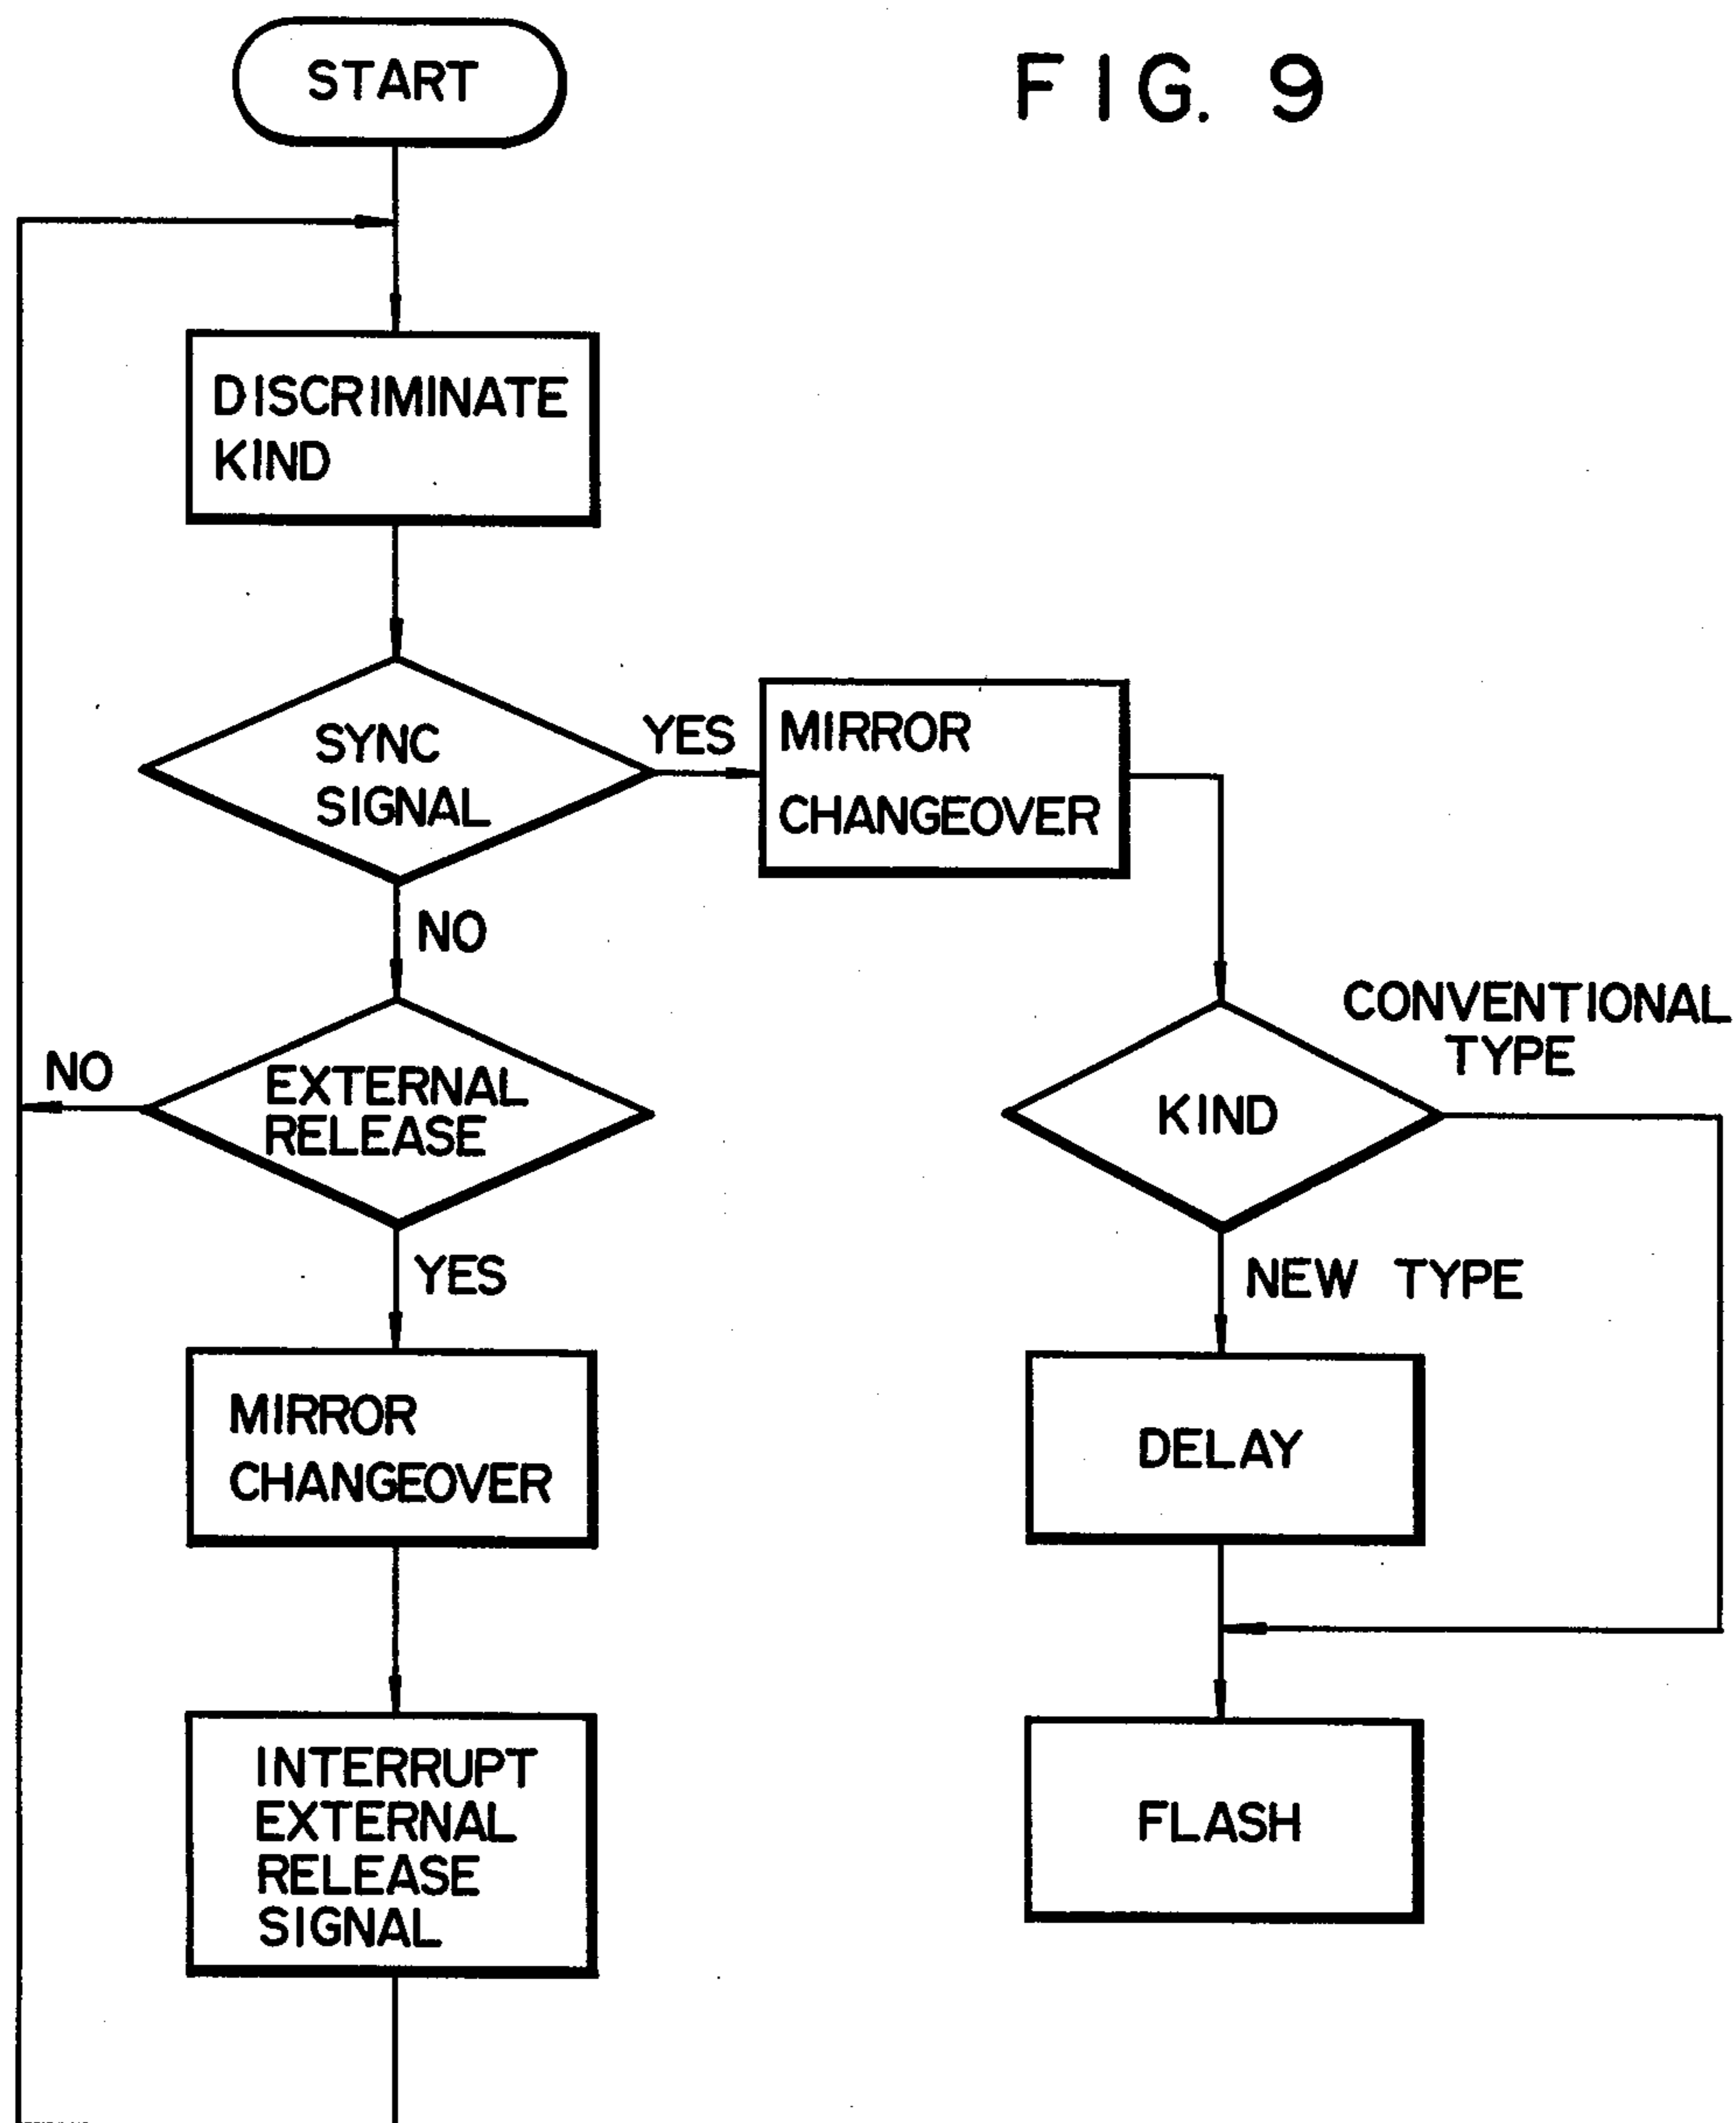 START
FIG. 9
DISCRIMINATE
KIND
SYNC
SIGNAL
YES
MIRROR
CHANGEOVER
NO
CONVENTIONAL
TYPE
NO
EXTERNAL
RELEASE
KIND
YES
NEW TYPE
MIRROR
CHANGEOVER
DELAY
INTERRUPT
EXTERNAL
RELEASE
SIGNAL
FLASH